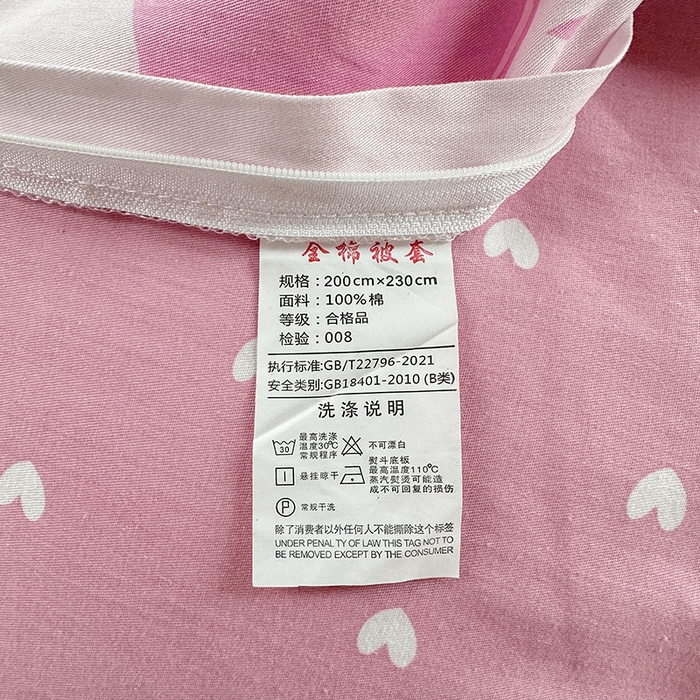 全棉被套
规格：200cm×230cm
面料：100%棉
等级：合格品
检验：008
执行标准:GB/T22796-2021
安全类别:GB18401-2010 (B类)
洗涤说明
30 最高洗涤温度30℃常规程序
不可漂白
悬挂晾干
熨斗底板最高温度110℃蒸汽熨烫可能造成不可回复的损伤
P 常规干洗
除了消费者以外任何人不能撕除这个标签
UNDER PENAL TY OF LAW THIS TAG NOT TO
BE REMOVED EXCEPT BY THE CONSUMER